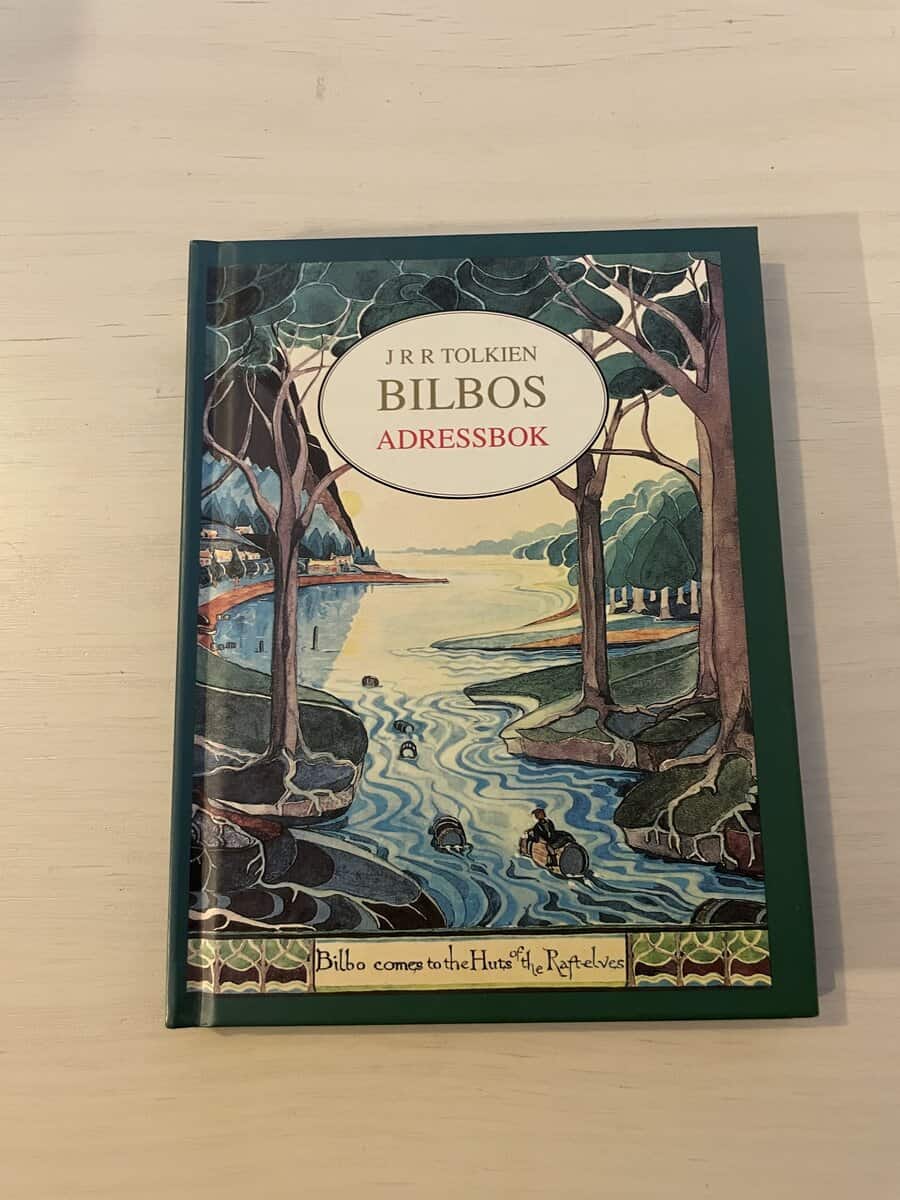 J R R TOLKIEN
BILBOS
ADRESSBOK
Bilbo comes to the Huts of the Raft-elves